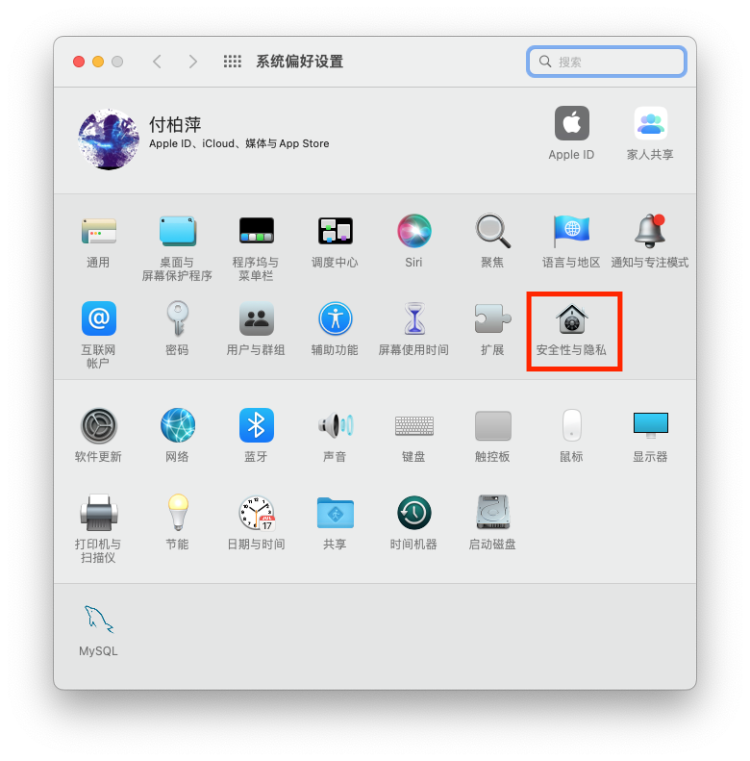 系统偏好设置
搜索
付柏萍
Apple ID、iCloud、媒体与 App Store
Apple ID
家人共享
通用
桌面与
屏幕保护程序
程序坞与
菜单栏
调度中心
Siri
聚焦
语言与地区
通知与专注模式
互联网
帐户
密码
用户与群组
辅助功能
屏幕使用时间
扩展
安全性与隐私
软件更新
网络
蓝牙
声音
键盘
触控板
鼠标
显示器
打印机与
扫描仪
节能
日期与时间
共享
时间机器
启动磁盘
MySQL